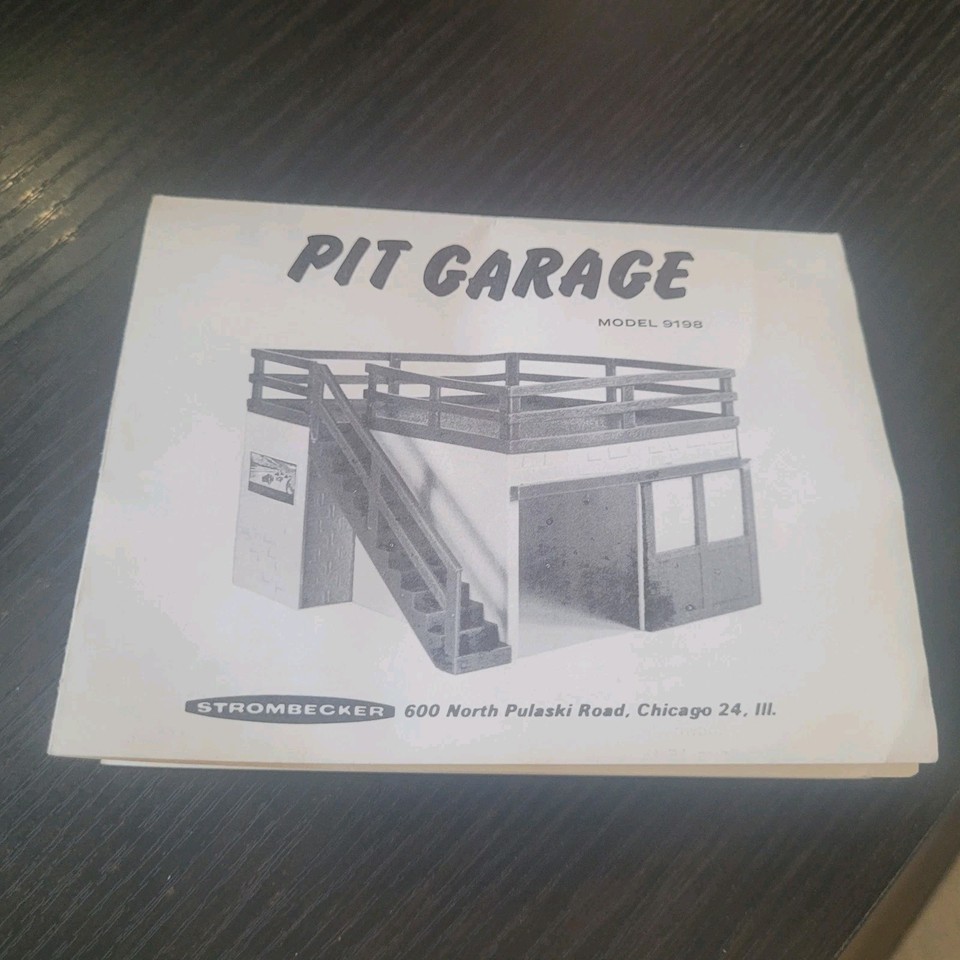 PIT GARAGE
MODEL 9198
STROMBECKER 600 North Pulaski Road, Chicago 24, Ill.